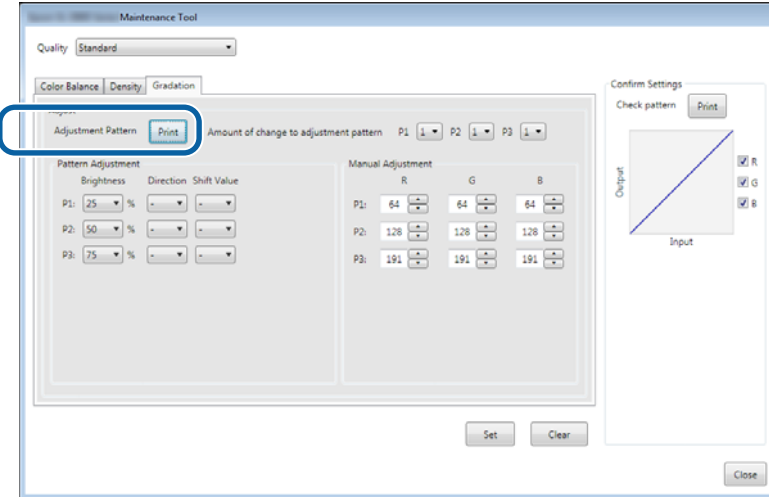 Maintenance Tool
Quality Standard
Color Balance Density Gradation
Adjust
Adjustment Pattern Print Amount of change to adjustment pattern P1 1 P2 1 P3 1
Pattern Adjustment
Brightness Direction Shift Value
P1: 25 % - -
P2: 50 % - -
P3: 75 % - -
Manual Adjustment
R G B
P1: 64 64 64
P2: 128 128 128
P3: 191 191 191
Set Clear
Confirm Settings
Check pattern Print
Output
R
G
B
Input
Close